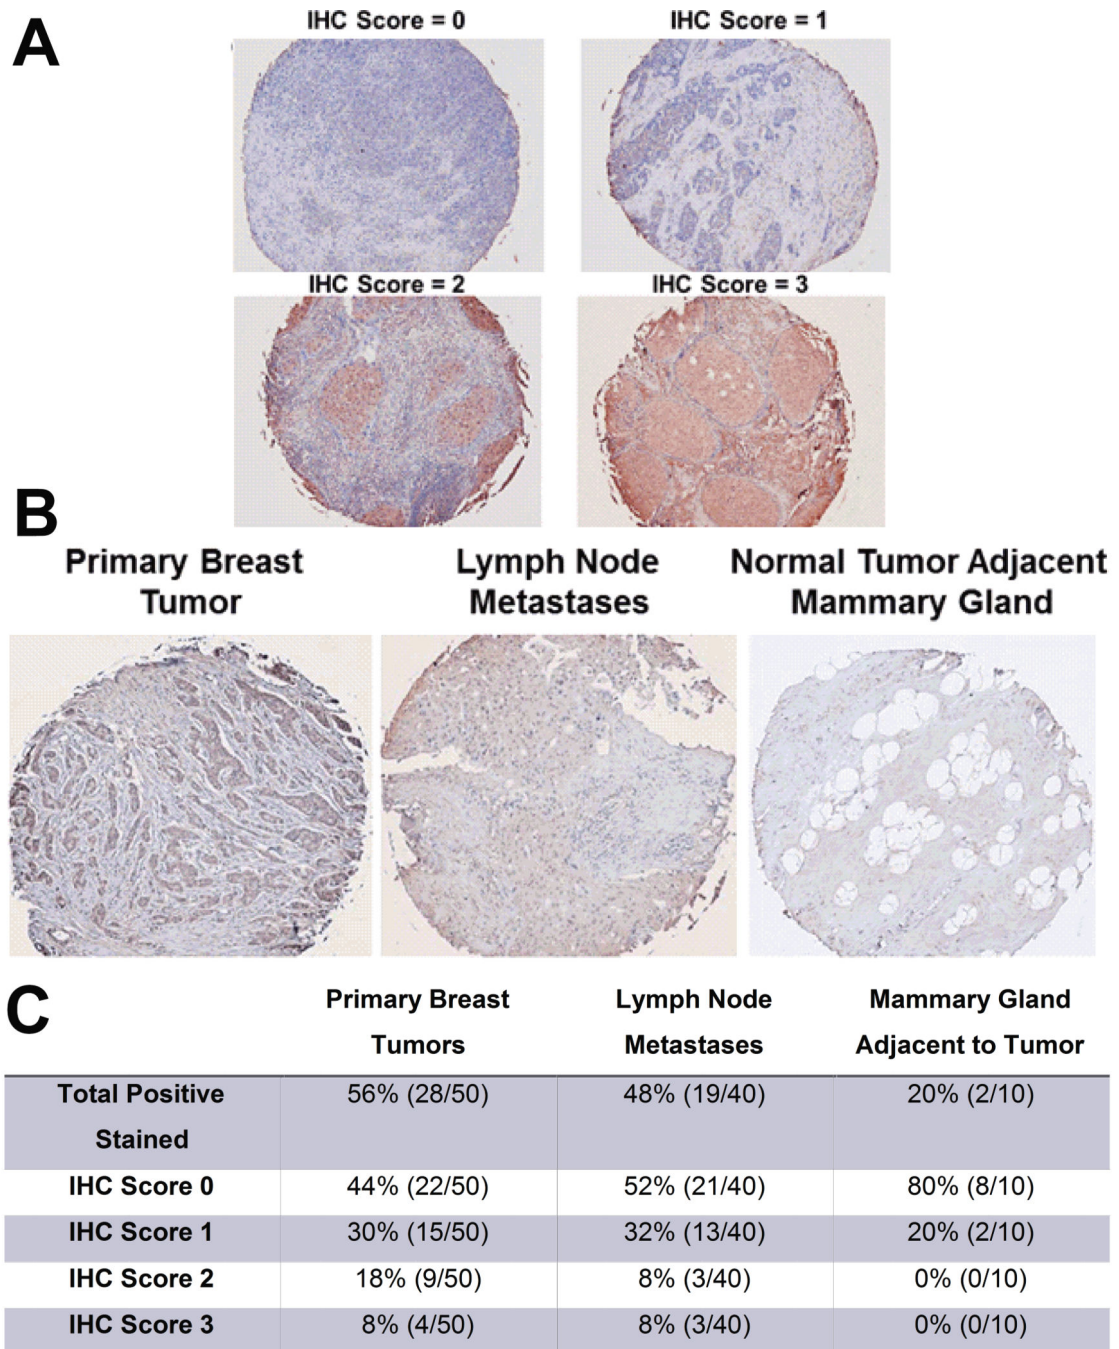 A
IHC Score = 0
IHC Score = 1
IHC Score = 2
IHC Score = 3
B
Primary Breast
Tumor
Lymph Node
Metastases
Normal Tumor Adjacent
Mammary Gland
C
Primary Breast
Tumors
Lymph Node
Metastases
Mammary Gland
Adjacent to Tumor
Total Positive
Stained
56% (28/50)
48% (19/40)
20% (2/10)
IHC Score 0
44% (22/50)
52% (21/40)
80% (8/10)
IHC Score 1
30% (15/50)
32% (13/40)
20% (2/10)
IHC Score 2
18% (9/50)
8% (3/40)
0% (0/10)
IHC Score 3
8% (4/50)
8% (3/40)
0% (0/10)